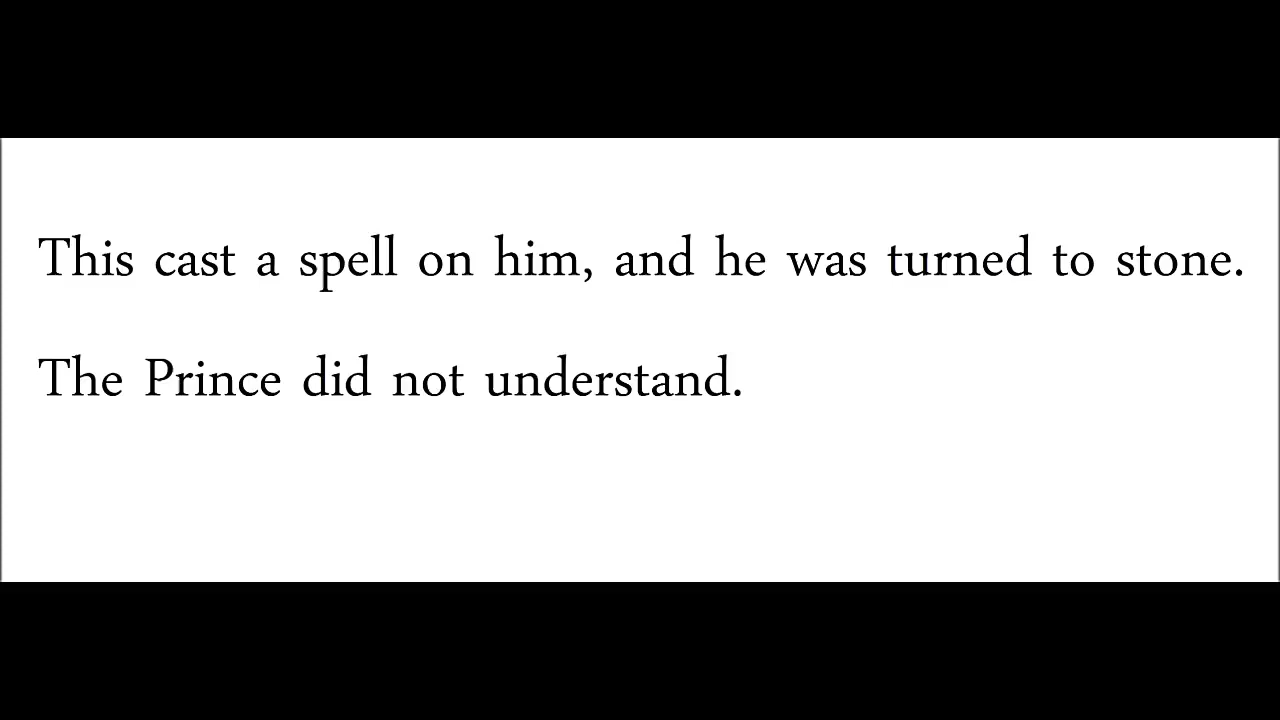 This cast a spell on him, and he was turned to stone.
The Prince did not understand.